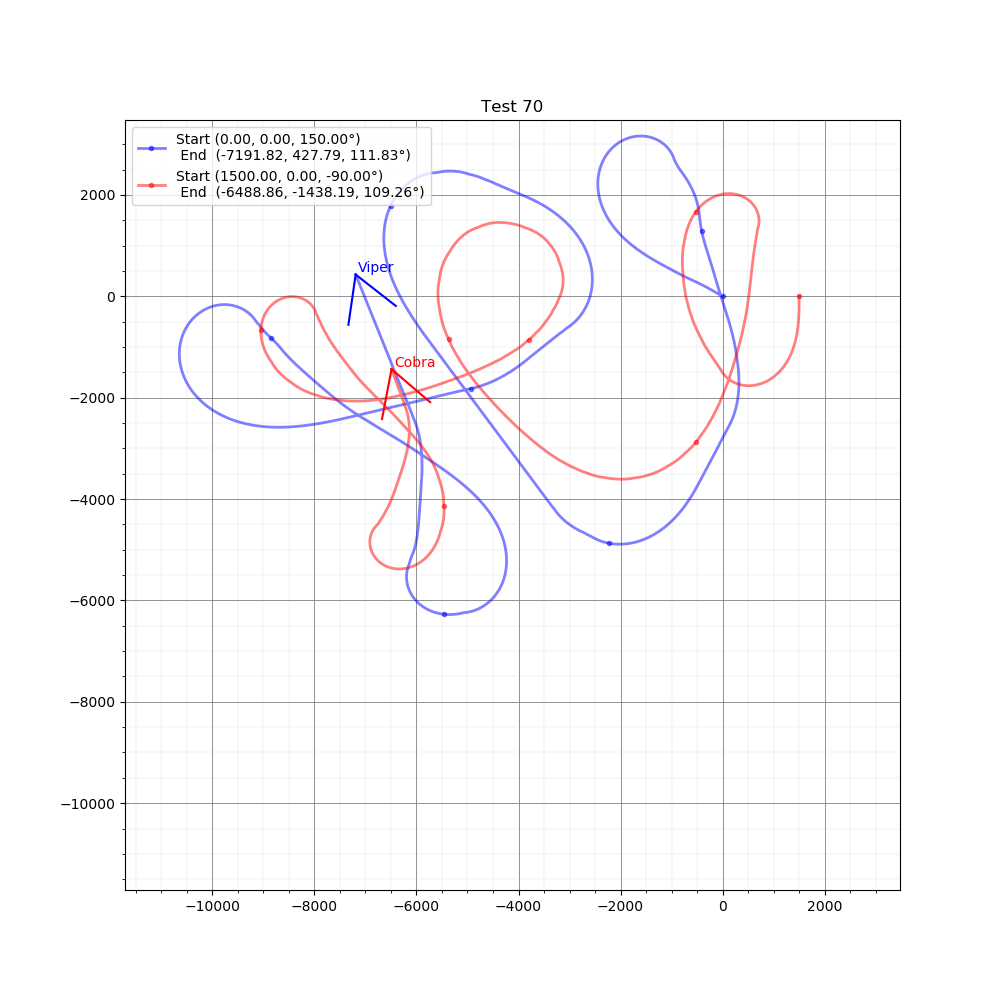 Test 70
Start (0.00, 0.00, 150.00°)
End (-7191.82, 427.79, 111.83°)
Start (1500.00, 0.00, -90.00°)
End (-6488.86, -1438.19, 109.26°)
2000
0
−2000
−4000
−6000
−8000
−10000
Viper
Cobra
−10000
−8000
−6000
−4000
−2000
0
2000